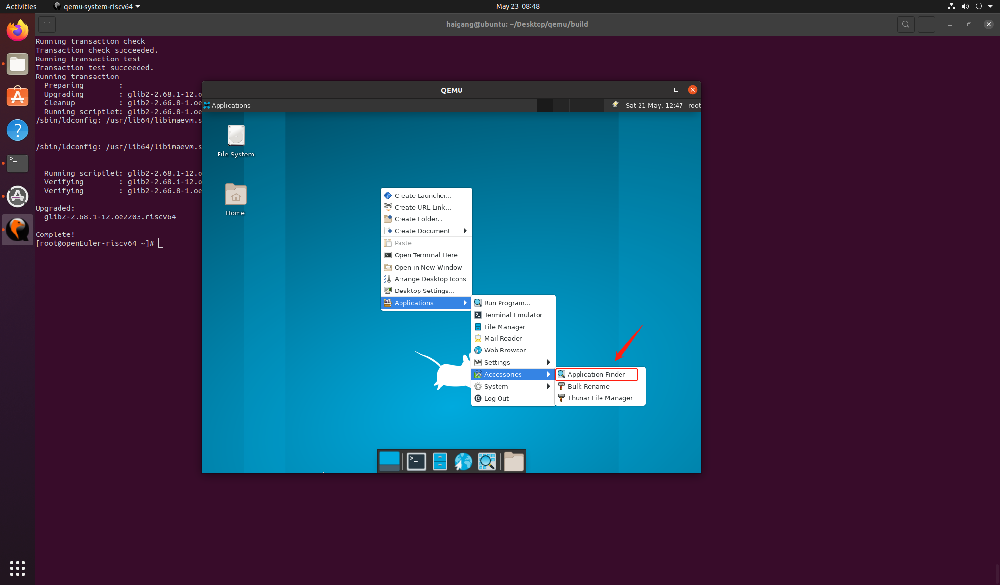 Activities
qemu-system-riscv64
May 23 08:48
haigang@ubuntu: ~/Desktop/qemu/build
Running transaction check
Transaction check succeeded.
Running transaction test
Transaction test succeeded.
Running transaction
Preparing :
Upgrading : glib2-2.68.1-12.o
Cleanup : glib2-2.66.8-1.oe
Running scriptlet: glib2-2.66.8-1.oe
/sbin/ldconfig: /usr/lib64/libimaevm.s
/sbin/ldconfig: /usr/lib64/libimaevm.s
Running scriptlet: glib2-2.68.1-12.o
Verifying : glib2-2.68.1-12.o
Verifying : glib2-2.66.8-1.oe
Upgraded:
glib2-2.68.1-12.oe2203.riscv64
Complete!
[root@openEuler-riscv64 ~]#
QEMU
Applications
Sat 21 May, 12:47
root
File System
Home
Create Launcher...
Create URL Link...
Create Folder...
Create Document
Paste
Open Terminal Here
Open in New Window
Arrange Desktop Icons
Desktop Settings...
Applications
Run Program...
Terminal Emulator
File Manager
Mail Reader
Web Browser
Settings
Accessories
System
Log Out
Application Finder
Bulk Rename
Thunar File Manager